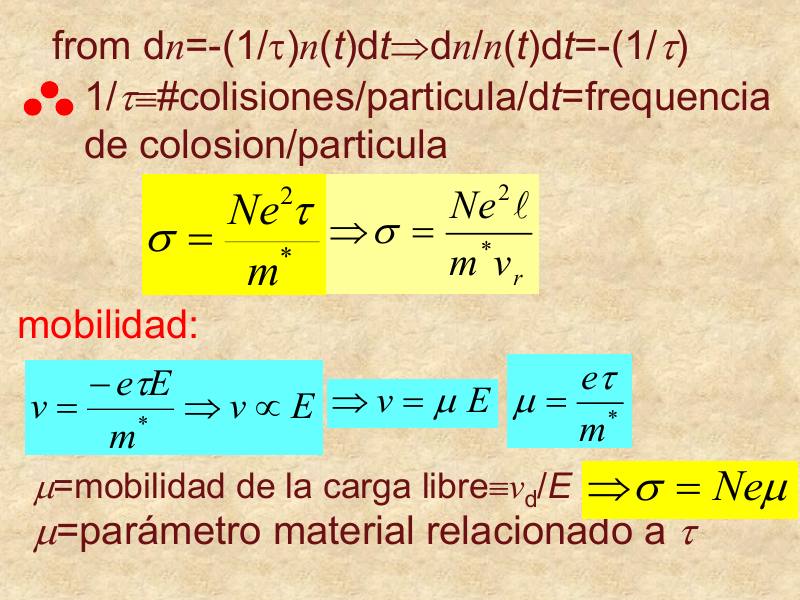 from dn=-(1/τ)n(t)dt⇒dn/n(t)dt=-(1/τ)
1/τ≡#colisiones/particula/dt=frequencia
de colosion/particula
σ = Ne²τ / m* ⇒ σ = Ne²ℓ / m*vᵣ
mobilidad:
v = −eτE / m* ⇒ v ∝ E ⇒ v = μ E μ = eτ / m*
μ=mobilidad de la carga libre≡v_d/E ⇒σ = Neμ
μ=parámetro material relacionado a τ